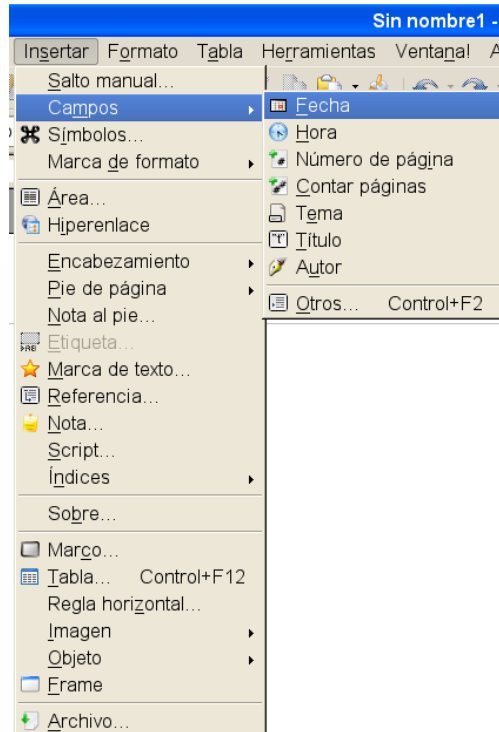 Sin nombre1 -
Insertar Formato Tabla Herramientas Ventana! A
Salto manual...
Campos
Símbolos...
Marca de formato
Área...
Hiperenlace
Encabezamiento
Pie de página
Nota al pie...
Etiqueta...
Marca de texto...
Referencia...
Nota...
Script...
Índices
Sobre...
Marco...
Tabla... Control+F12
Regla horizontal...
Imagen
Objeto
Frame
Archivo...
Fecha
Hora
Número de página
Contar páginas
Tema
Título
Autor
Otros... Control+F2